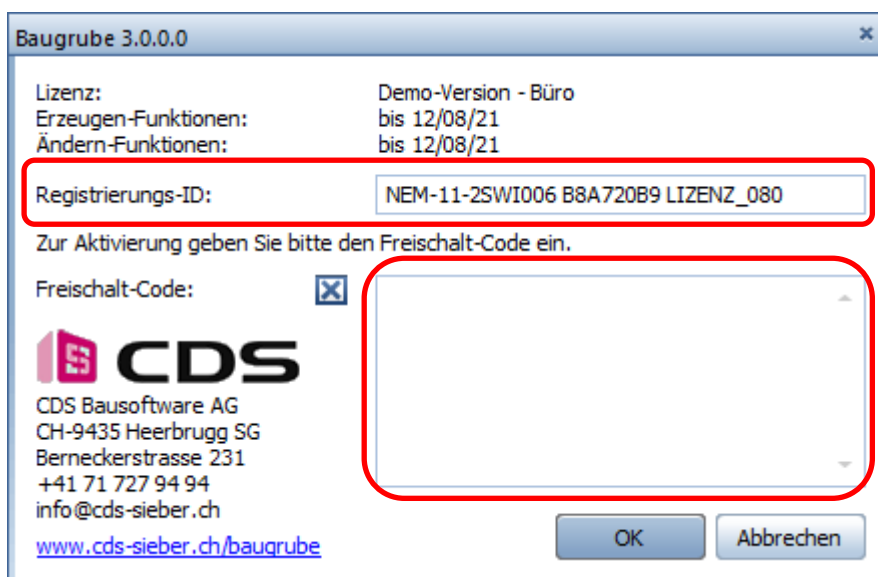 Baugrube 3.0.0.0
Lizenz: Demo-Version - Büro
Erzeugen-Funktionen: bis 12/08/21
Ändern-Funktionen: bis 12/08/21
Registrierungs-ID: NEM-11-2SWI006 B8A720B9 LIZENZ_080
Zur Aktivierung geben Sie bitte den Freischalt-Code ein.
Freischalt-Code:
CDS
CDS Bausoftware AG
CH-9435 Heerbrugg SG
Berneckerstrasse 231
+41 71 727 94 94
info@cds-sieber.ch
www.cds-sieber.ch/baugrube
OK Abbrechen